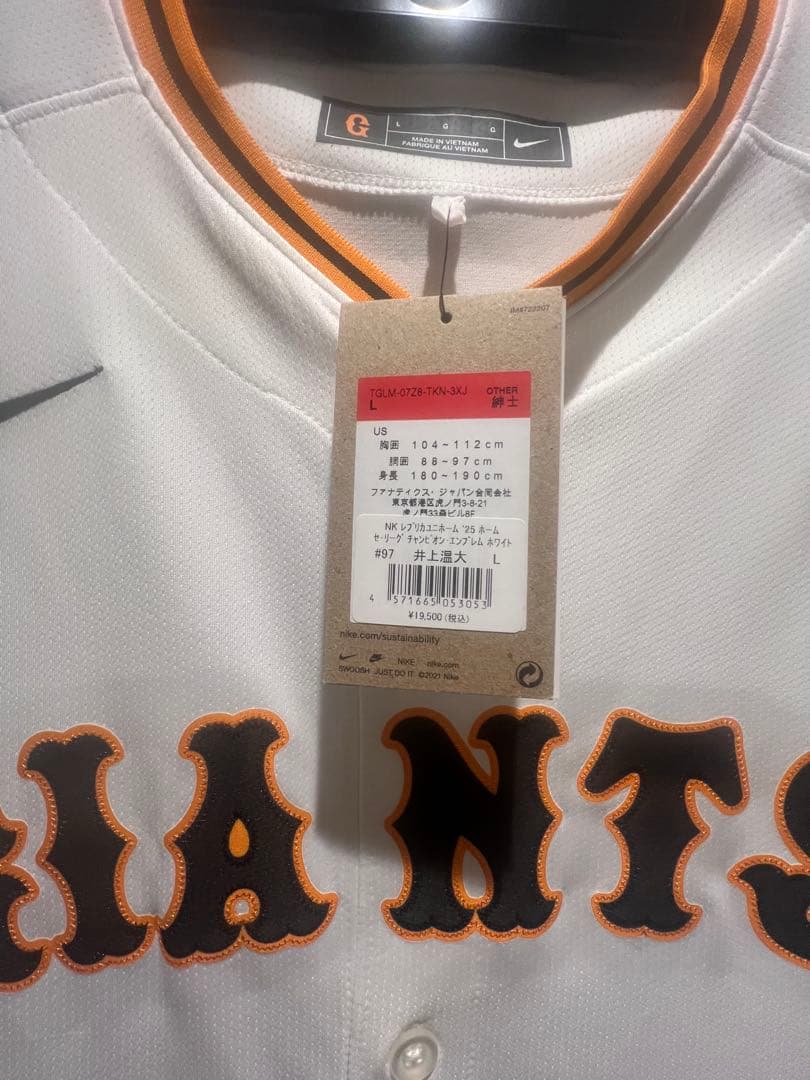 G L G G
MADE IN VIETNAM
FABRIQUE AU VIETNAM
TGLM-07Z8-TKN-3XJ OTHER
L 紳士
US
胸囲 104~112cm
胴囲 88~97cm
身長 180~190cm
ファナティクス・ジャパン合同会社
東京都港区虎ノ門3-8-21
虎ノ門33森ビル8F
NK レプリカユニホーム '25 ホーム
セ・リーグ チャンピオン・エンブレム ホワイト
#97 井上温大 L
4 571665 053053
¥19,500(税込)
nike.com/sustainability
NIKE nike.com
SWOOSH JUST DO IT ©2021 Nike
GIANTS